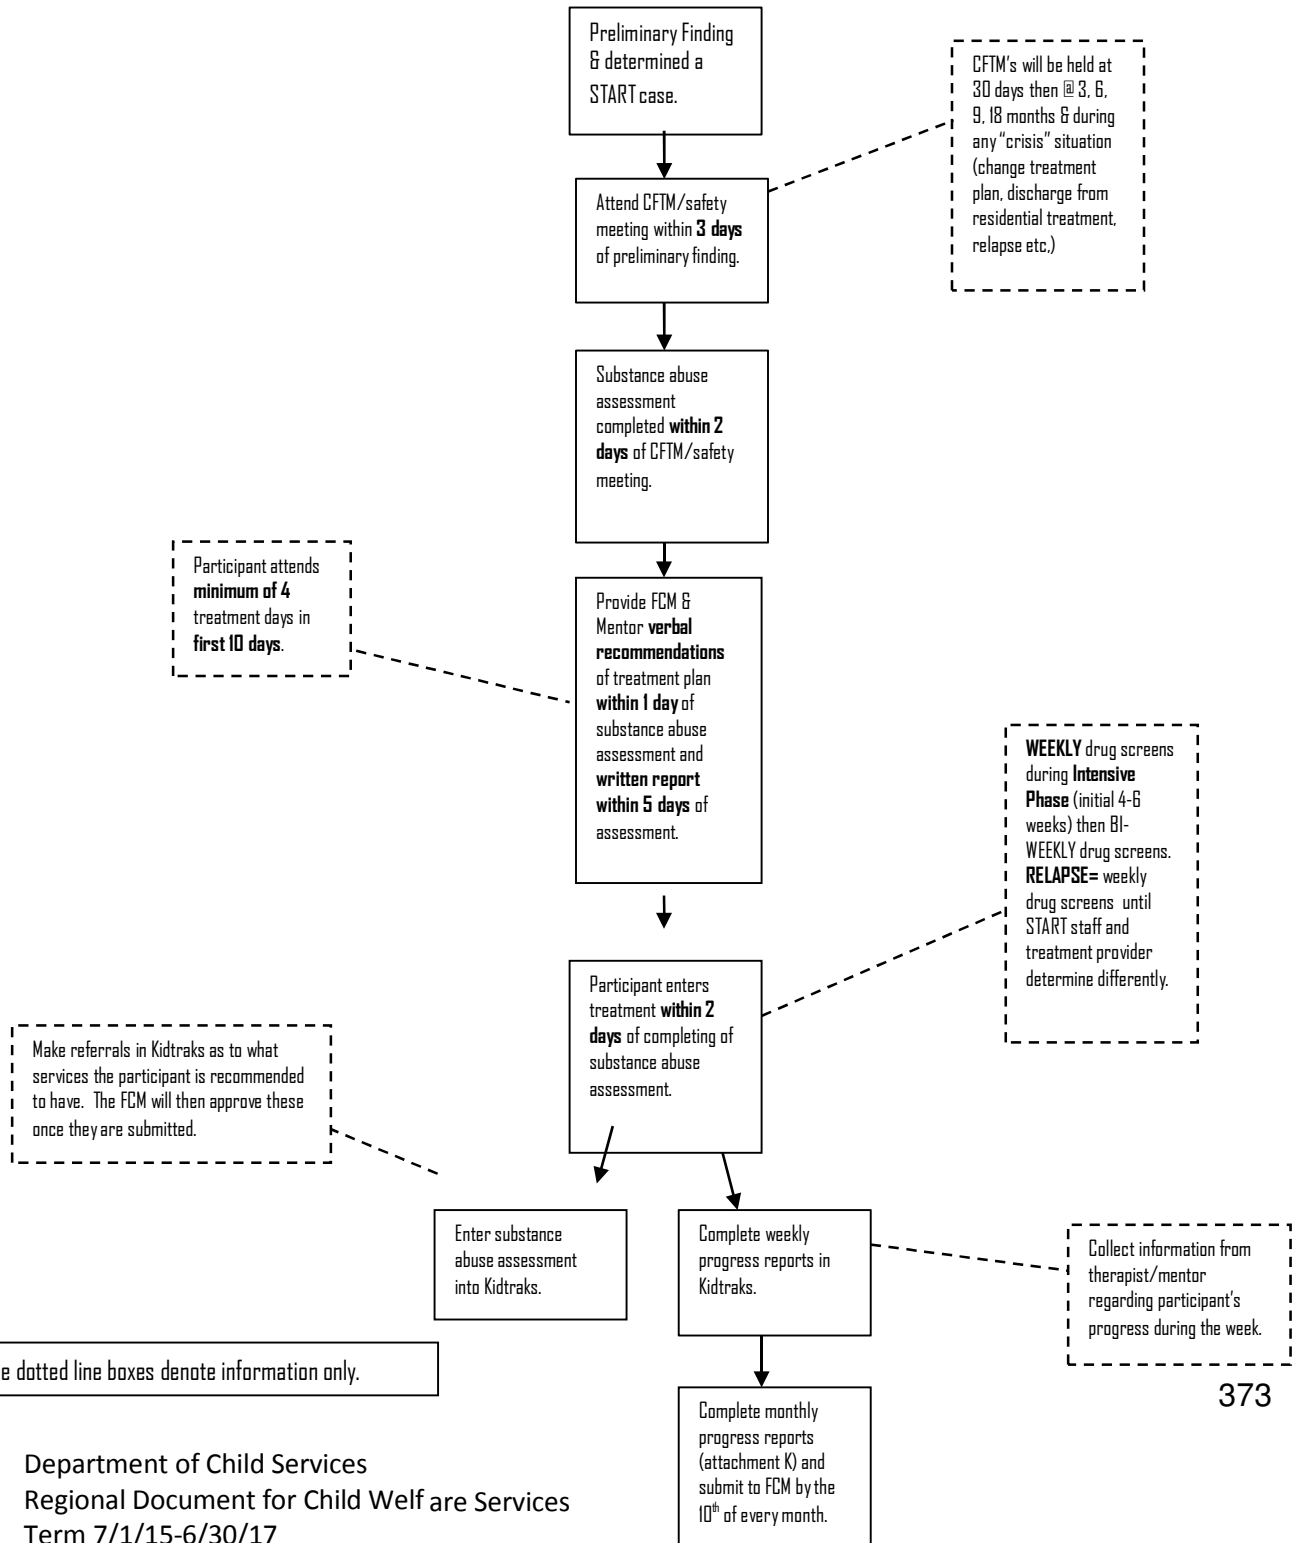 Preliminary Finding
& determined a
START case.
CFTM's will be held at
30 days then @ 3, 6,
9, 18 months & during
any "crisis" situation
(change treatment
plan, discharge from
residential treatment,
relapse etc,)
Attend CFTM/safety
meeting within 3 days
of preliminary finding.
Substance abuse
assessment
completed within 2
days of CFTM/safety
meeting.
Participant attends
minimum of 4
treatment days in
first 10 days.
Provide FCM &
Mentor verbal
recommendations
of treatment plan
within 1 day of
substance abuse
assessment and
written report
within 5 days of
assessment.
WEEKLY drug screens
during Intensive
Phase (initial 4-6
weeks) then BI-
WEEKLY drug screens.
RELAPSE= weekly
drug screens until
START staff and
treatment provider
determine differently.
Participant enters
treatment within 2
days of completing of
substance abuse
assessment.
Make referrals in Kidtraks as to what
services the participant is recommended
to have. The FCM will then approve these
once they are submitted.
Enter substance
abuse assessment
into Kidtraks.
Complete weekly
progress reports in
Kidtraks.
Collect information from
therapist/mentor
regarding participant's
progress during the week.
e dotted line boxes denote information only.
373
Complete monthly
progress reports
(attachment K) and
submit to FCM by the
10th of every month.
Department of Child Services
Regional Document for Child Welf are Services
Term 7/1/15-6/30/17